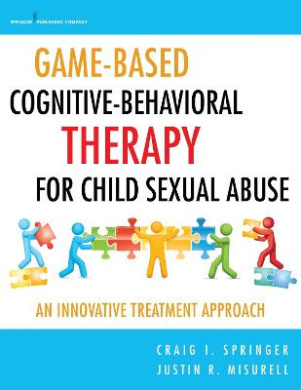 SPRINGER PUBLISHING COMPANY
GAME-BASED
COGNITIVE-BEHAVIORAL
THERAPY
FOR CHILD SEXUAL ABUSE
AN INNOVATIVE TREATMENT APPROACH
CRAIG I. SPRINGER
JUSTIN R. MISURELL